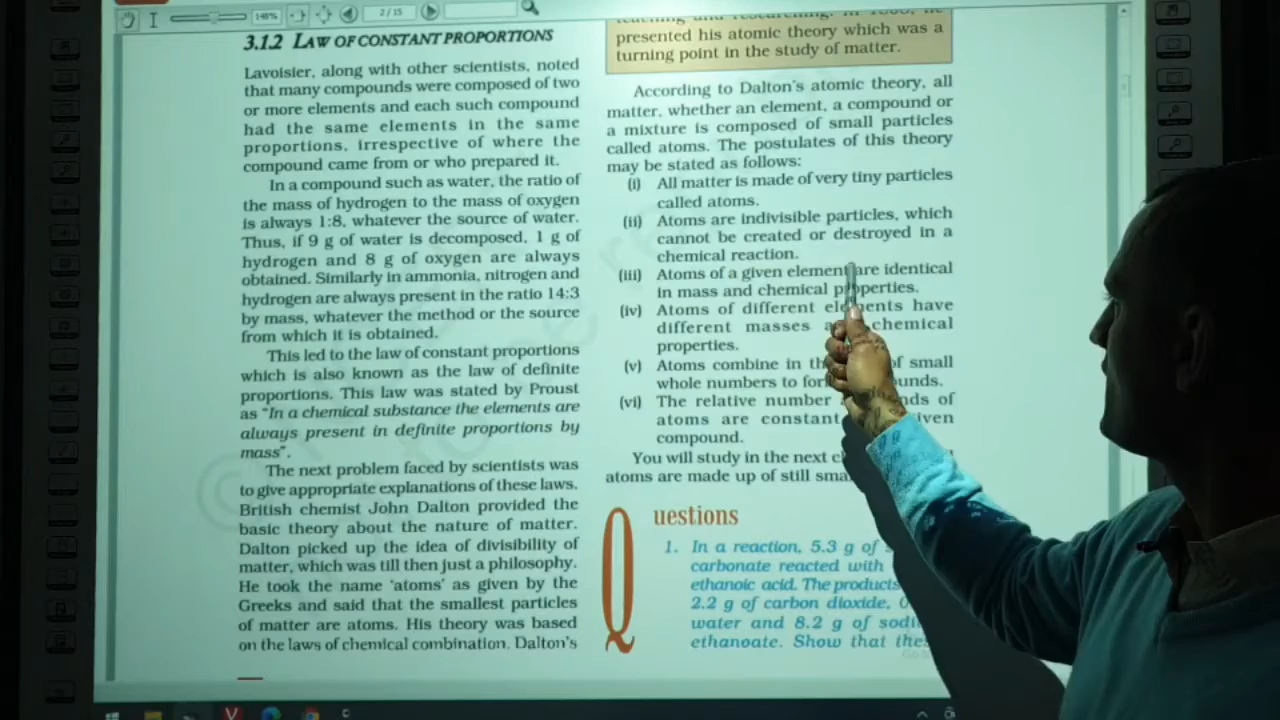 148%
2 / 15
3.1.2 LAW OF CONSTANT PROPORTIONS
Lavoisier, along with other scientists, noted
that many compounds were composed of two
or more elements and each such compound
had the same elements in the same
proportions, irrespective of where the
compound came from or who prepared it.
In a compound such as water, the ratio of
the mass of hydrogen to the mass of oxygen
is always 1:8, whatever the source of water.
Thus, if 9 g of water is decomposed, 1 g of
hydrogen and 8 g of oxygen are always
obtained. Similarly in ammonia, nitrogen and
hydrogen are always present in the ratio 14:3
by mass, whatever the method or the source
from which it is obtained.
This led to the law of constant proportions
which is also known as the law of definite
proportions. This law was stated by Proust
as “In a chemical substance the elements are
always present in definite proportions by
mass”.
The next problem faced by scientists was
to give appropriate explanations of these laws.
British chemist John Dalton provided the
basic theory about the nature of matter.
Dalton picked up the idea of divisibility of
matter, which was till then just a philosophy.
He took the name ‘atoms’ as given by the
Greeks and said that the smallest particles
of matter are atoms. His theory was based
on the laws of chemical combination. Dalton’s
presented his atomic theory which was a
turning point in the study of matter.
According to Dalton’s atomic theory, all
matter, whether an element, a compound or
a mixture is composed of small particles
called atoms. The postulates of this theory
may be stated as follows:
(i) All matter is made of very tiny particles
called atoms.
(ii) Atoms are indivisible particles, which
cannot be created or destroyed in a
chemical reaction.
(iii) Atoms of a given element are identical
in mass and chemical properties.
(iv) Atoms of different elements have
different masses chemical
properties.
(v) Atoms combine in the of small
whole numbers to
(vi) The relative number of
atoms are constant
compound.
You will study in the next
atoms are made up of still
Questions
1. In a reaction, 5.3 g of
carbonate reacted with
ethanoic acid. The products
2.2 g of carbon dioxide,
water and 8.2 g of
ethanoate. Show that